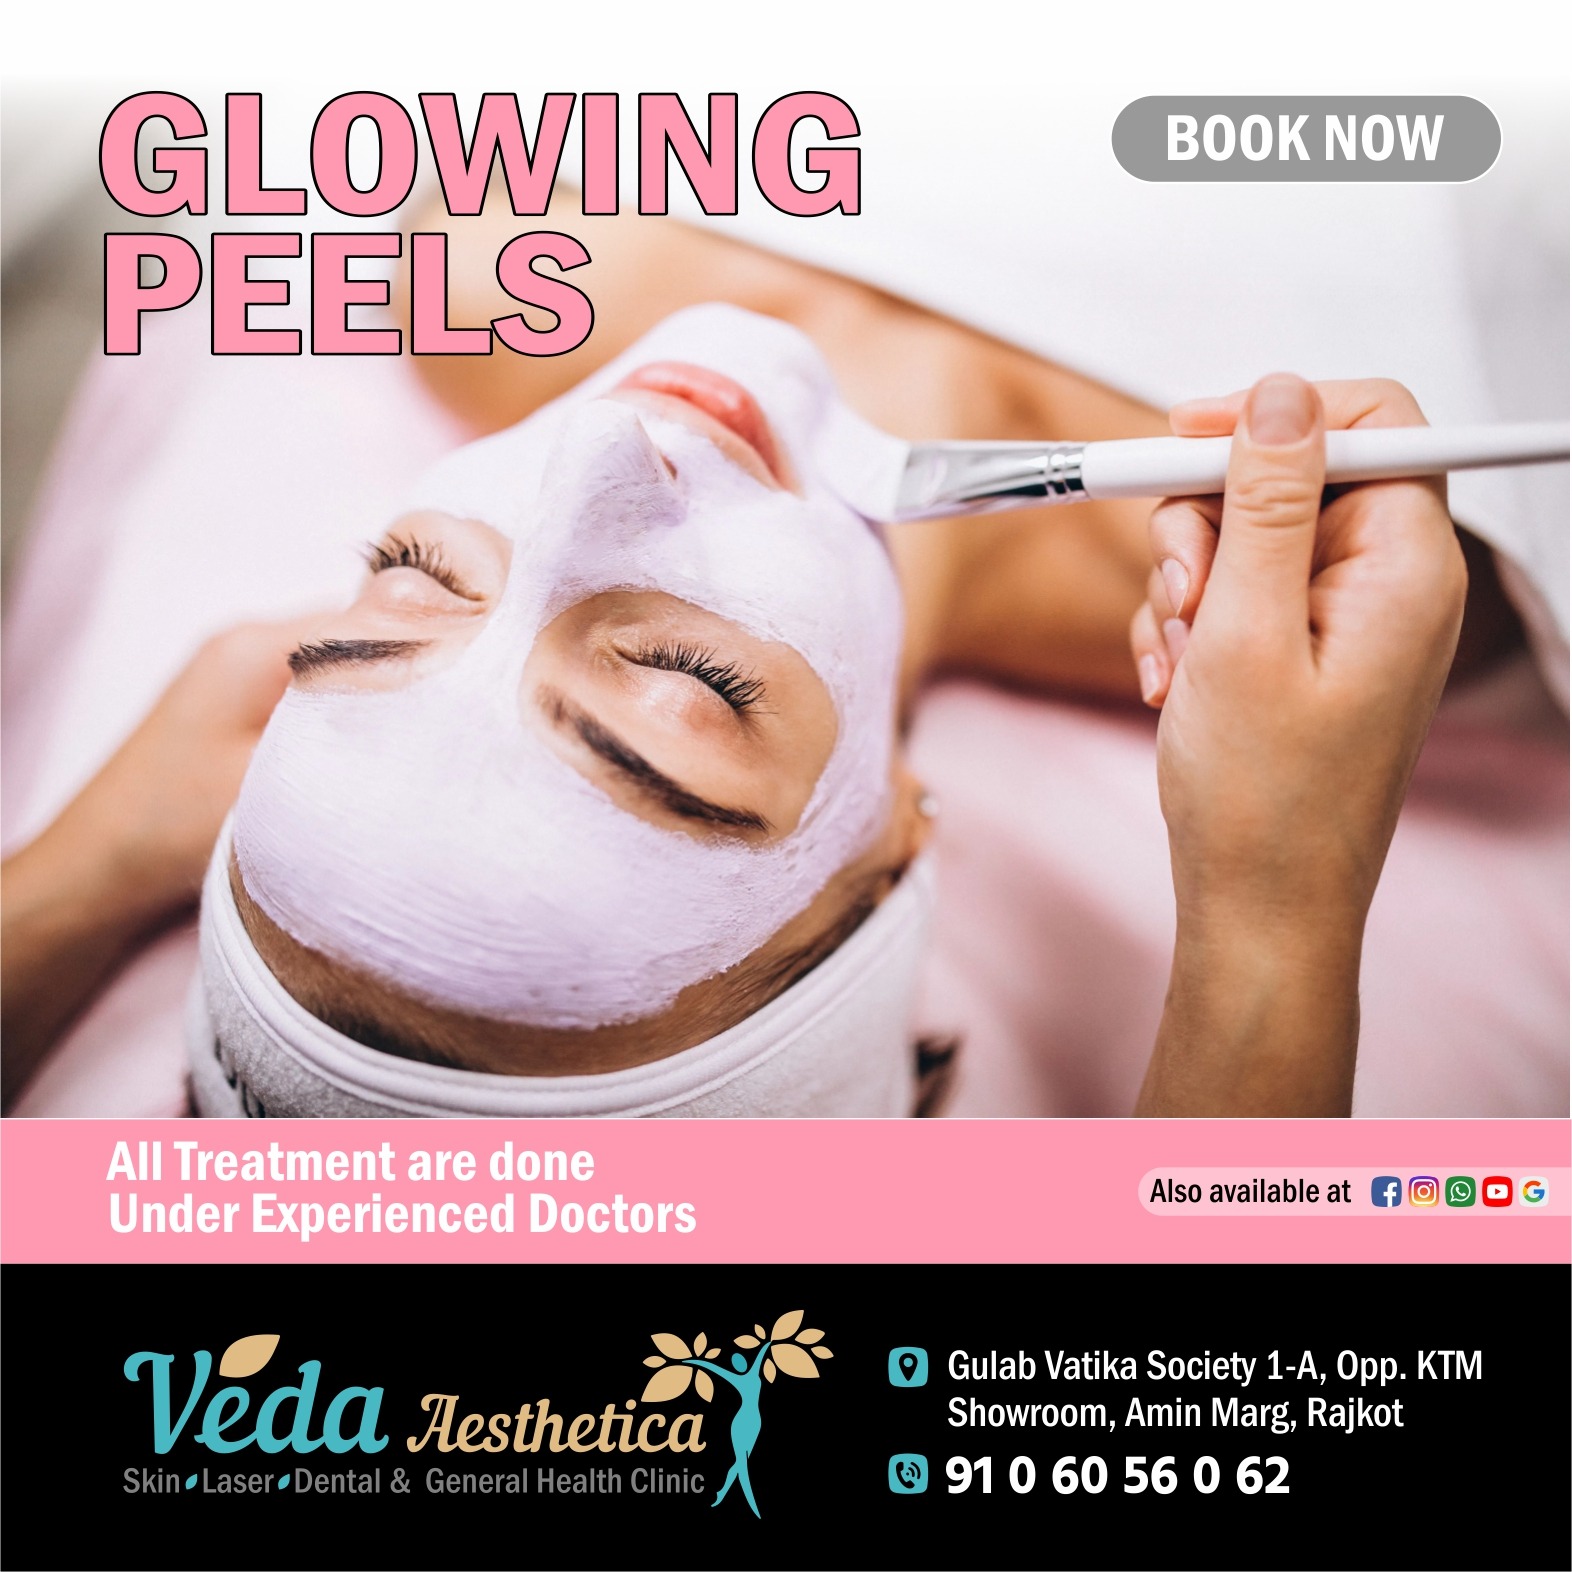 GLOWING
PEELS
BOOK NOW
All Treatment are done
Under Experienced Doctors
Also available at
Veda Aesthetica
Skin Laser Dental & General Health Clinic
Gulab Vatika Society 1-A, Opp. KTM
Showroom, Amin Marg, Rajkot
91 0 60 56 0 62